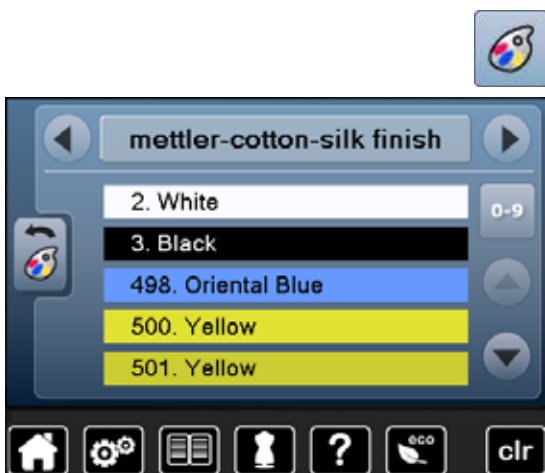 mettler-cotton-silk finish
2. White
0-9
3. Black
498. Oriental Blue
500. Yellow
501. Yellow
?
eco
clr